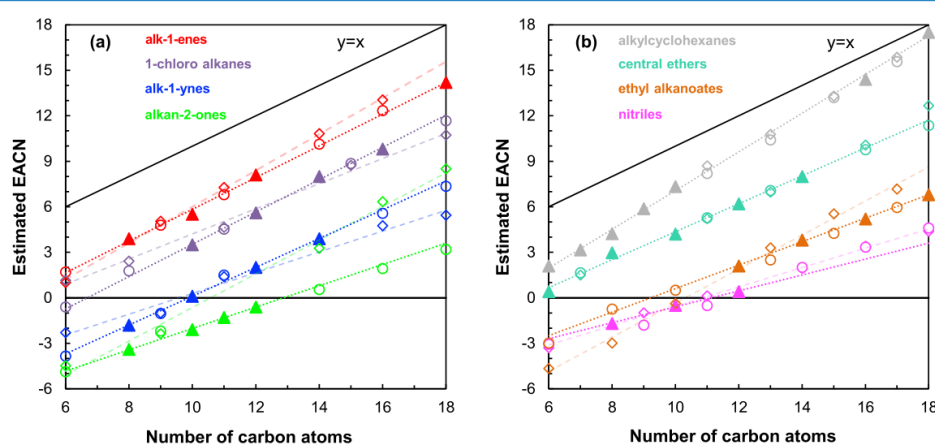 (a)
alk-1-enes
1-chloro alkanes
alk-1-ynes
alkan-2-ones
y=x
18
15
12
9
6
3
0
-3
-6
Estimated EACN
6 8 10 12 14 16 18
Number of carbon atoms
(b)
alkylcyclohexanes
central ethers
ethyl alkanoates
nitriles
y=x
18
15
12
9
6
3
0
-3
-6
Estimated EACN
6 8 10 12 14 16 18
Number of carbon atoms